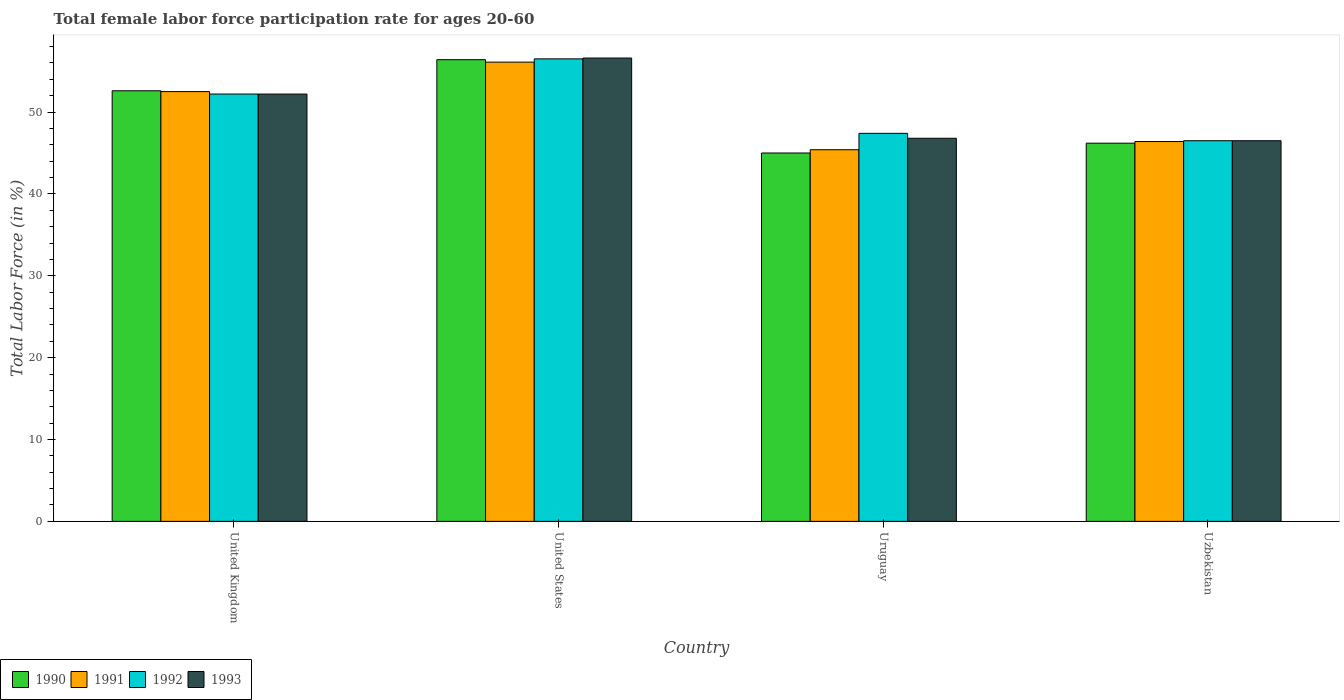 Total female labor force participation rate for ages 20-60
Total Labor Force (in %)
50
40
30
20
10
0
United Kingdom
United States
Uruguay
Uzbekistan
Country
1990
1991
1992
1993